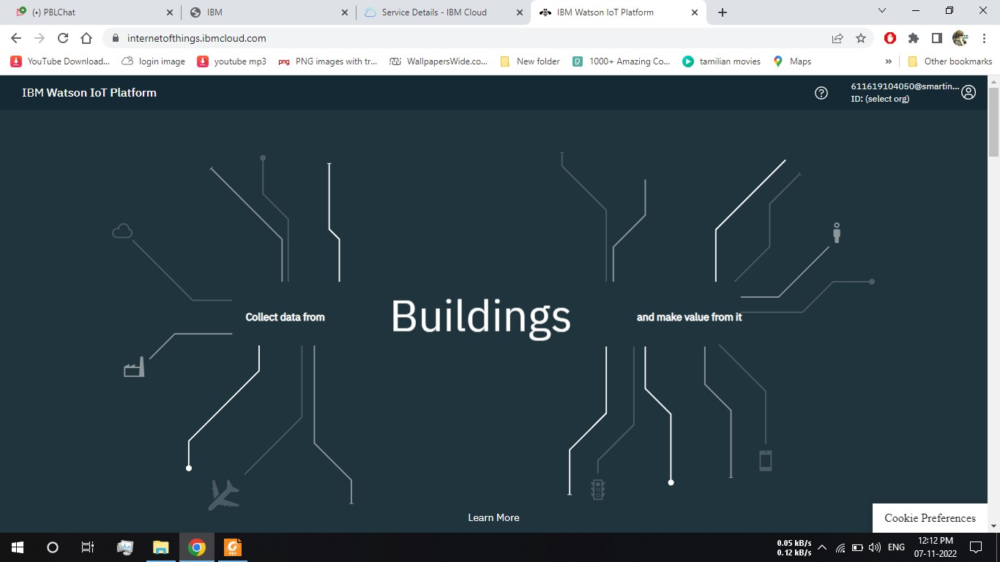 (•) PBLChat
IBM
Service Details - IBM Cloud
IBM Watson IoT Platform
internetofthings.ibmcloud.com
YouTube Download...
login image
youtube mp3
png
PNG images with tr...
WallpapersWide.co...
New folder
1000+ Amazing Co...
tamilian movies
Maps
»
Other bookmarks
IBM Watson IoT Platform
611619104050@smartin...
ID: (select org)
Collect data from
Buildings
and make value from it
Learn More
Cookie Preferences
0.05 kB/s
0.12 kB/s
ENG
12:12 PM
07-11-2022